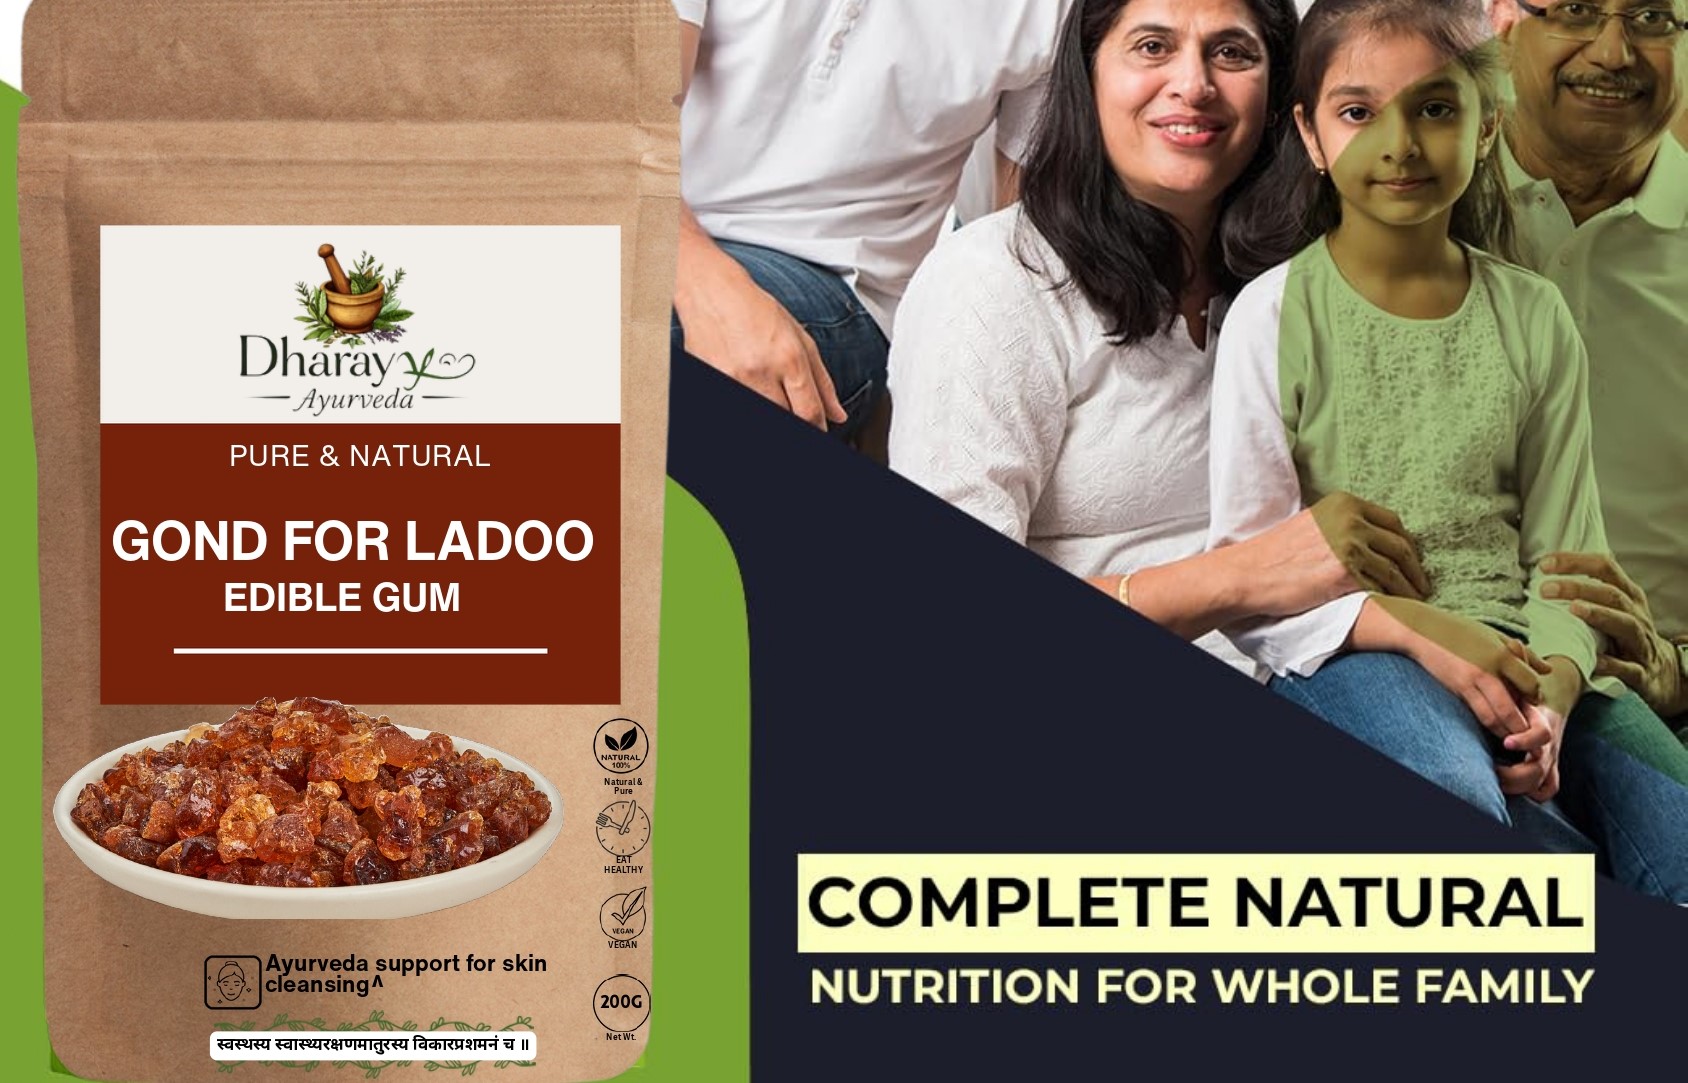 Dharayu
Ayurveda
PURE & NATURAL
GOND FOR LADOO
EDIBLE GUM
NATURAL
100%
Natural &
Pure
EAT
HEALTHY
VEGAN
VEGAN
Ayurveda support for skin
cleansing^
200G
Net Wt.
स्वस्थस्य स्वास्थ्यरक्षणमातुरस्य विकारप्रशमनं च ॥
COMPLETE NATURAL
NUTRITION FOR WHOLE FAMILY